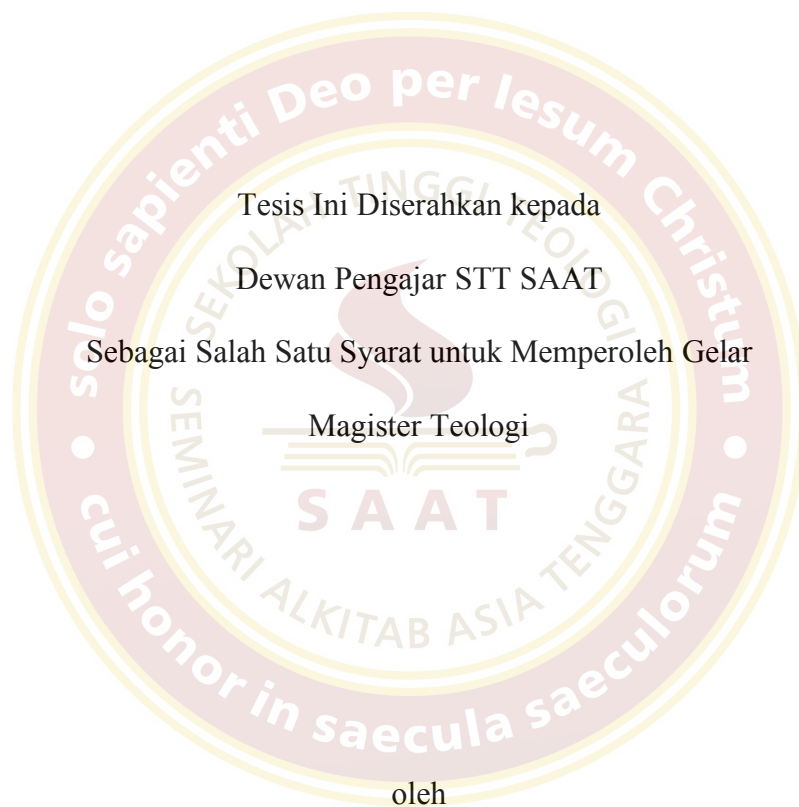 solo sapienti Deo per Iesum Christum
• cui honor in saecula saeculorum •
SEKOLAH TINGGI TEOLOGI
SEMINARI ALKITAB ASIA TENGGARA
SAAT
Tesis Ini Diserahkan kepada
Dewan Pengajar STT SAAT
Sebagai Salah Satu Syarat untuk Memperoleh Gelar
Magister Teologi
oleh